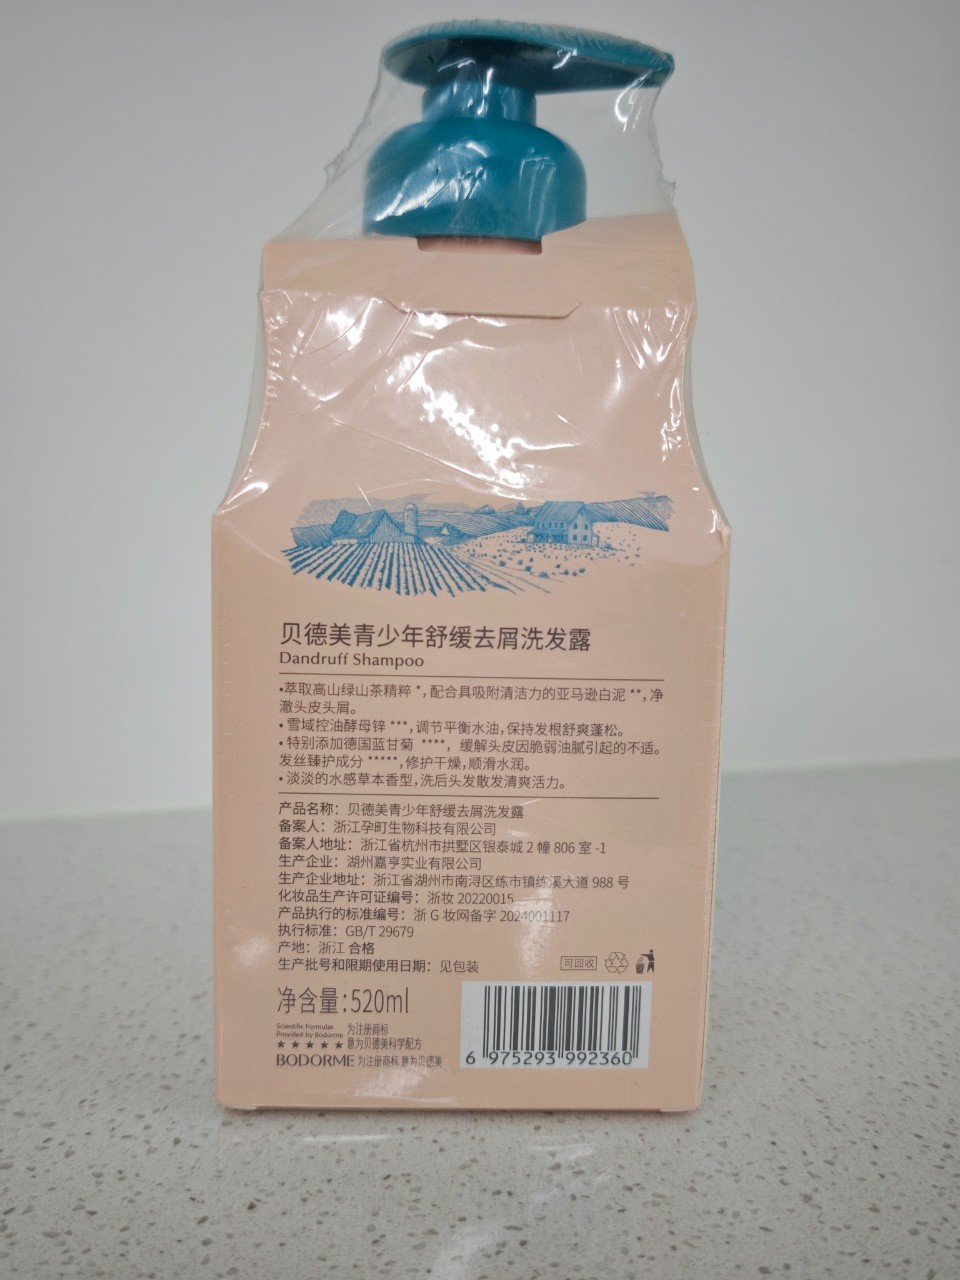 贝德美青少年舒缓去屑洗发露
Dandruff Shampoo
•萃取高山绿山茶精粹 *，配合具吸附清洁力的亚马逊白泥 **，净
澈头皮头屑。
•雪域控油酵母锌 ***，调节平衡水油，保持发根舒爽蓬松。
•特别添加德国蓝甘菊 ****，缓解头皮因脆弱油腻引起的不适。
发丝臻护成分 *****，修护干燥，顺滑水润。
•淡淡的水感草本香型，洗后头发散发清爽活力。
产品名称：贝德美青少年舒缓去屑洗发露
备案人：浙江孕町生物科技有限公司
备案人地址：浙江省杭州市拱墅区银泰城 2 幢 806 室 -1
生产企业：湖州嘉亨实业有限公司
生产企业地址：浙江省湖州市南浔区练市镇练溪大道 988 号
化妆品生产许可证编号：浙妆 20220015
产品执行的标准编号：浙 G 妆网备字 2024001117
执行标准：GB/T 29679
产地：浙江 合格
生产批号和限期使用日期：见包装
可回收
净含量：520ml
Scientific Formulas
Provided by Bodorme
为注册商标
★★★★★ 意为贝德美科学配方
BODORME 为注册商标 意为贝德美
6 975293 992360